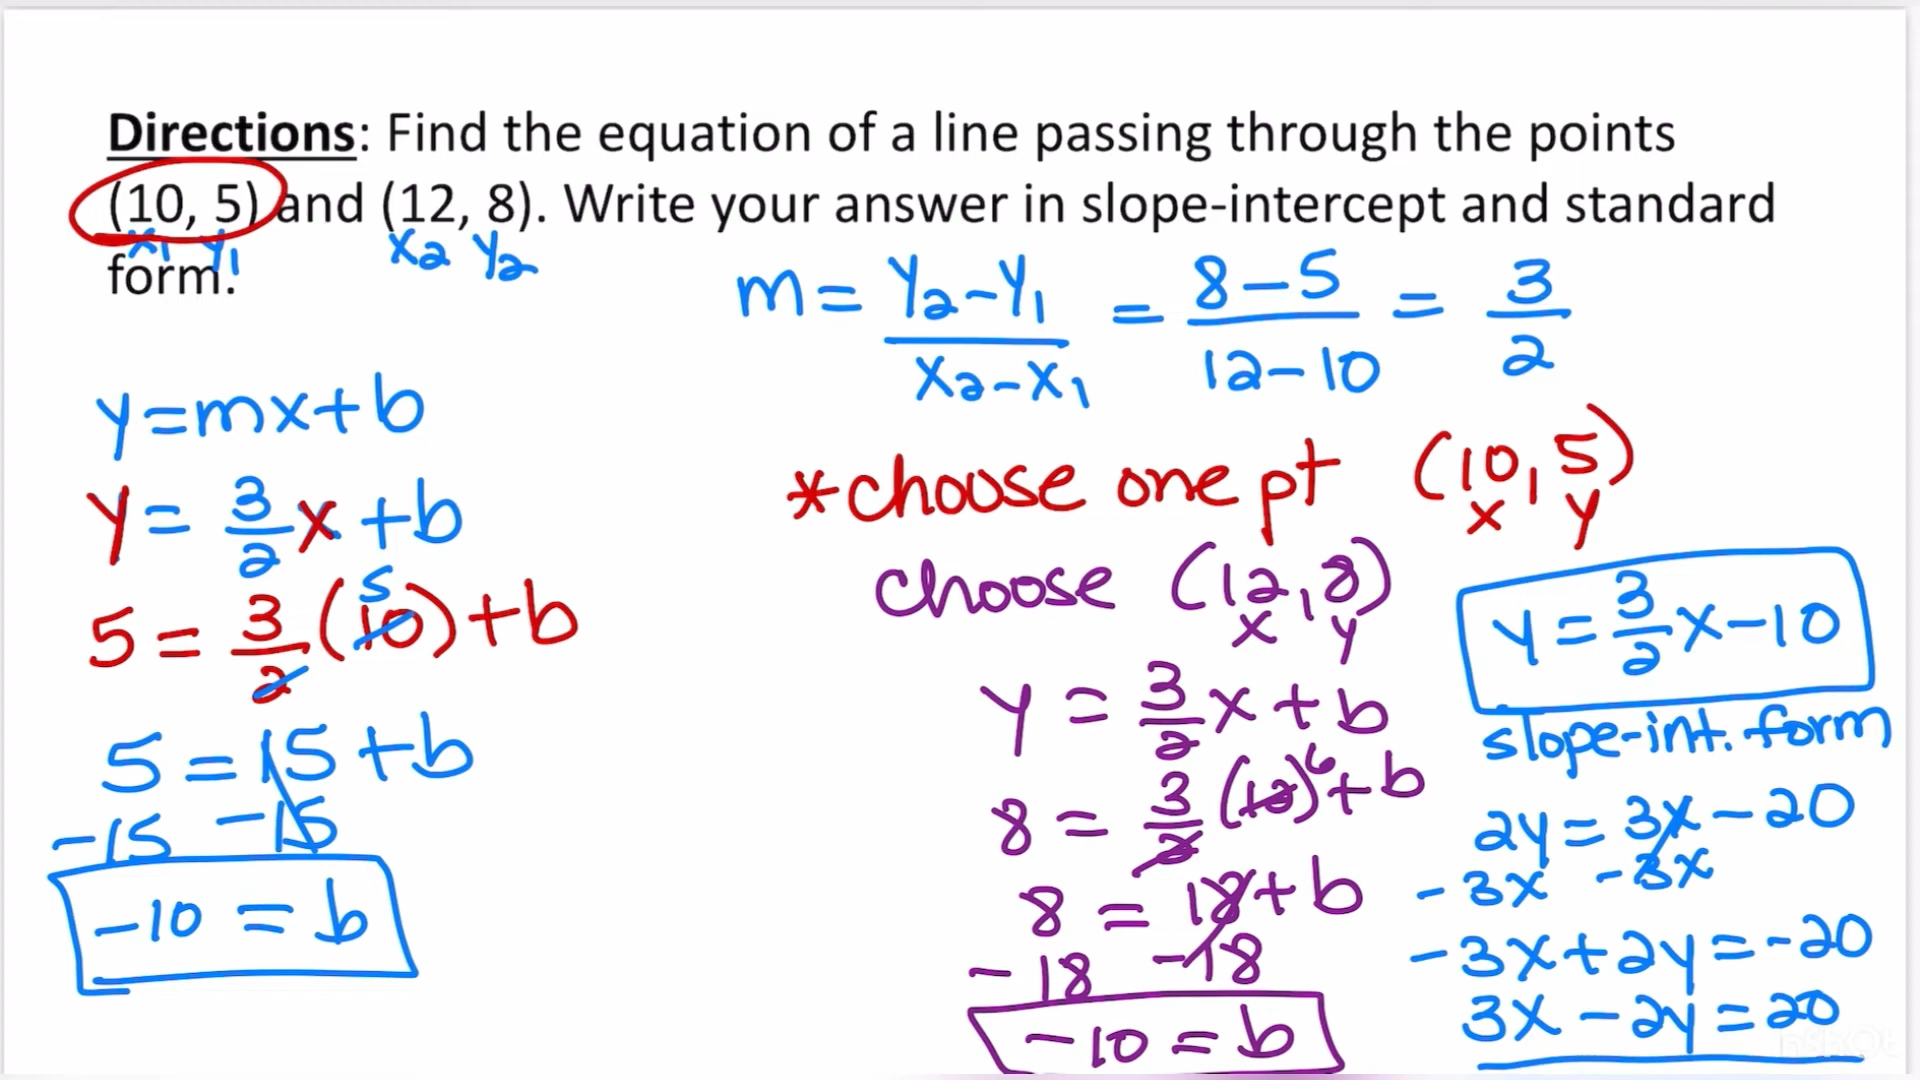 Directions: Find the equation of a line passing through the points
(10, 5) and (12, 8). Write your answer in slope-intercept and standard
form.
x₁ y₁ x₂ y₂
m = (y₂-y₁)/(x₂-x₁) = (8-5)/(12-10) = 3/2
y=mx+b
y = 3/2 x + b
5 = 3/2 (10) + b
5
5 = 15 + b
-15 -15
-10 = b
*choose one pt (10,5)
x y
choose (12,8)
x y
y = 3/2 x + b
8 = 3/2 (12) 6 + b
8 = 18 + b
-18 -18
-10 = b
y = 3/2 x - 10
slope-int. form
2y = 3x - 20
-3x -3x
-3x + 2y = -20
3x - 2y = 20